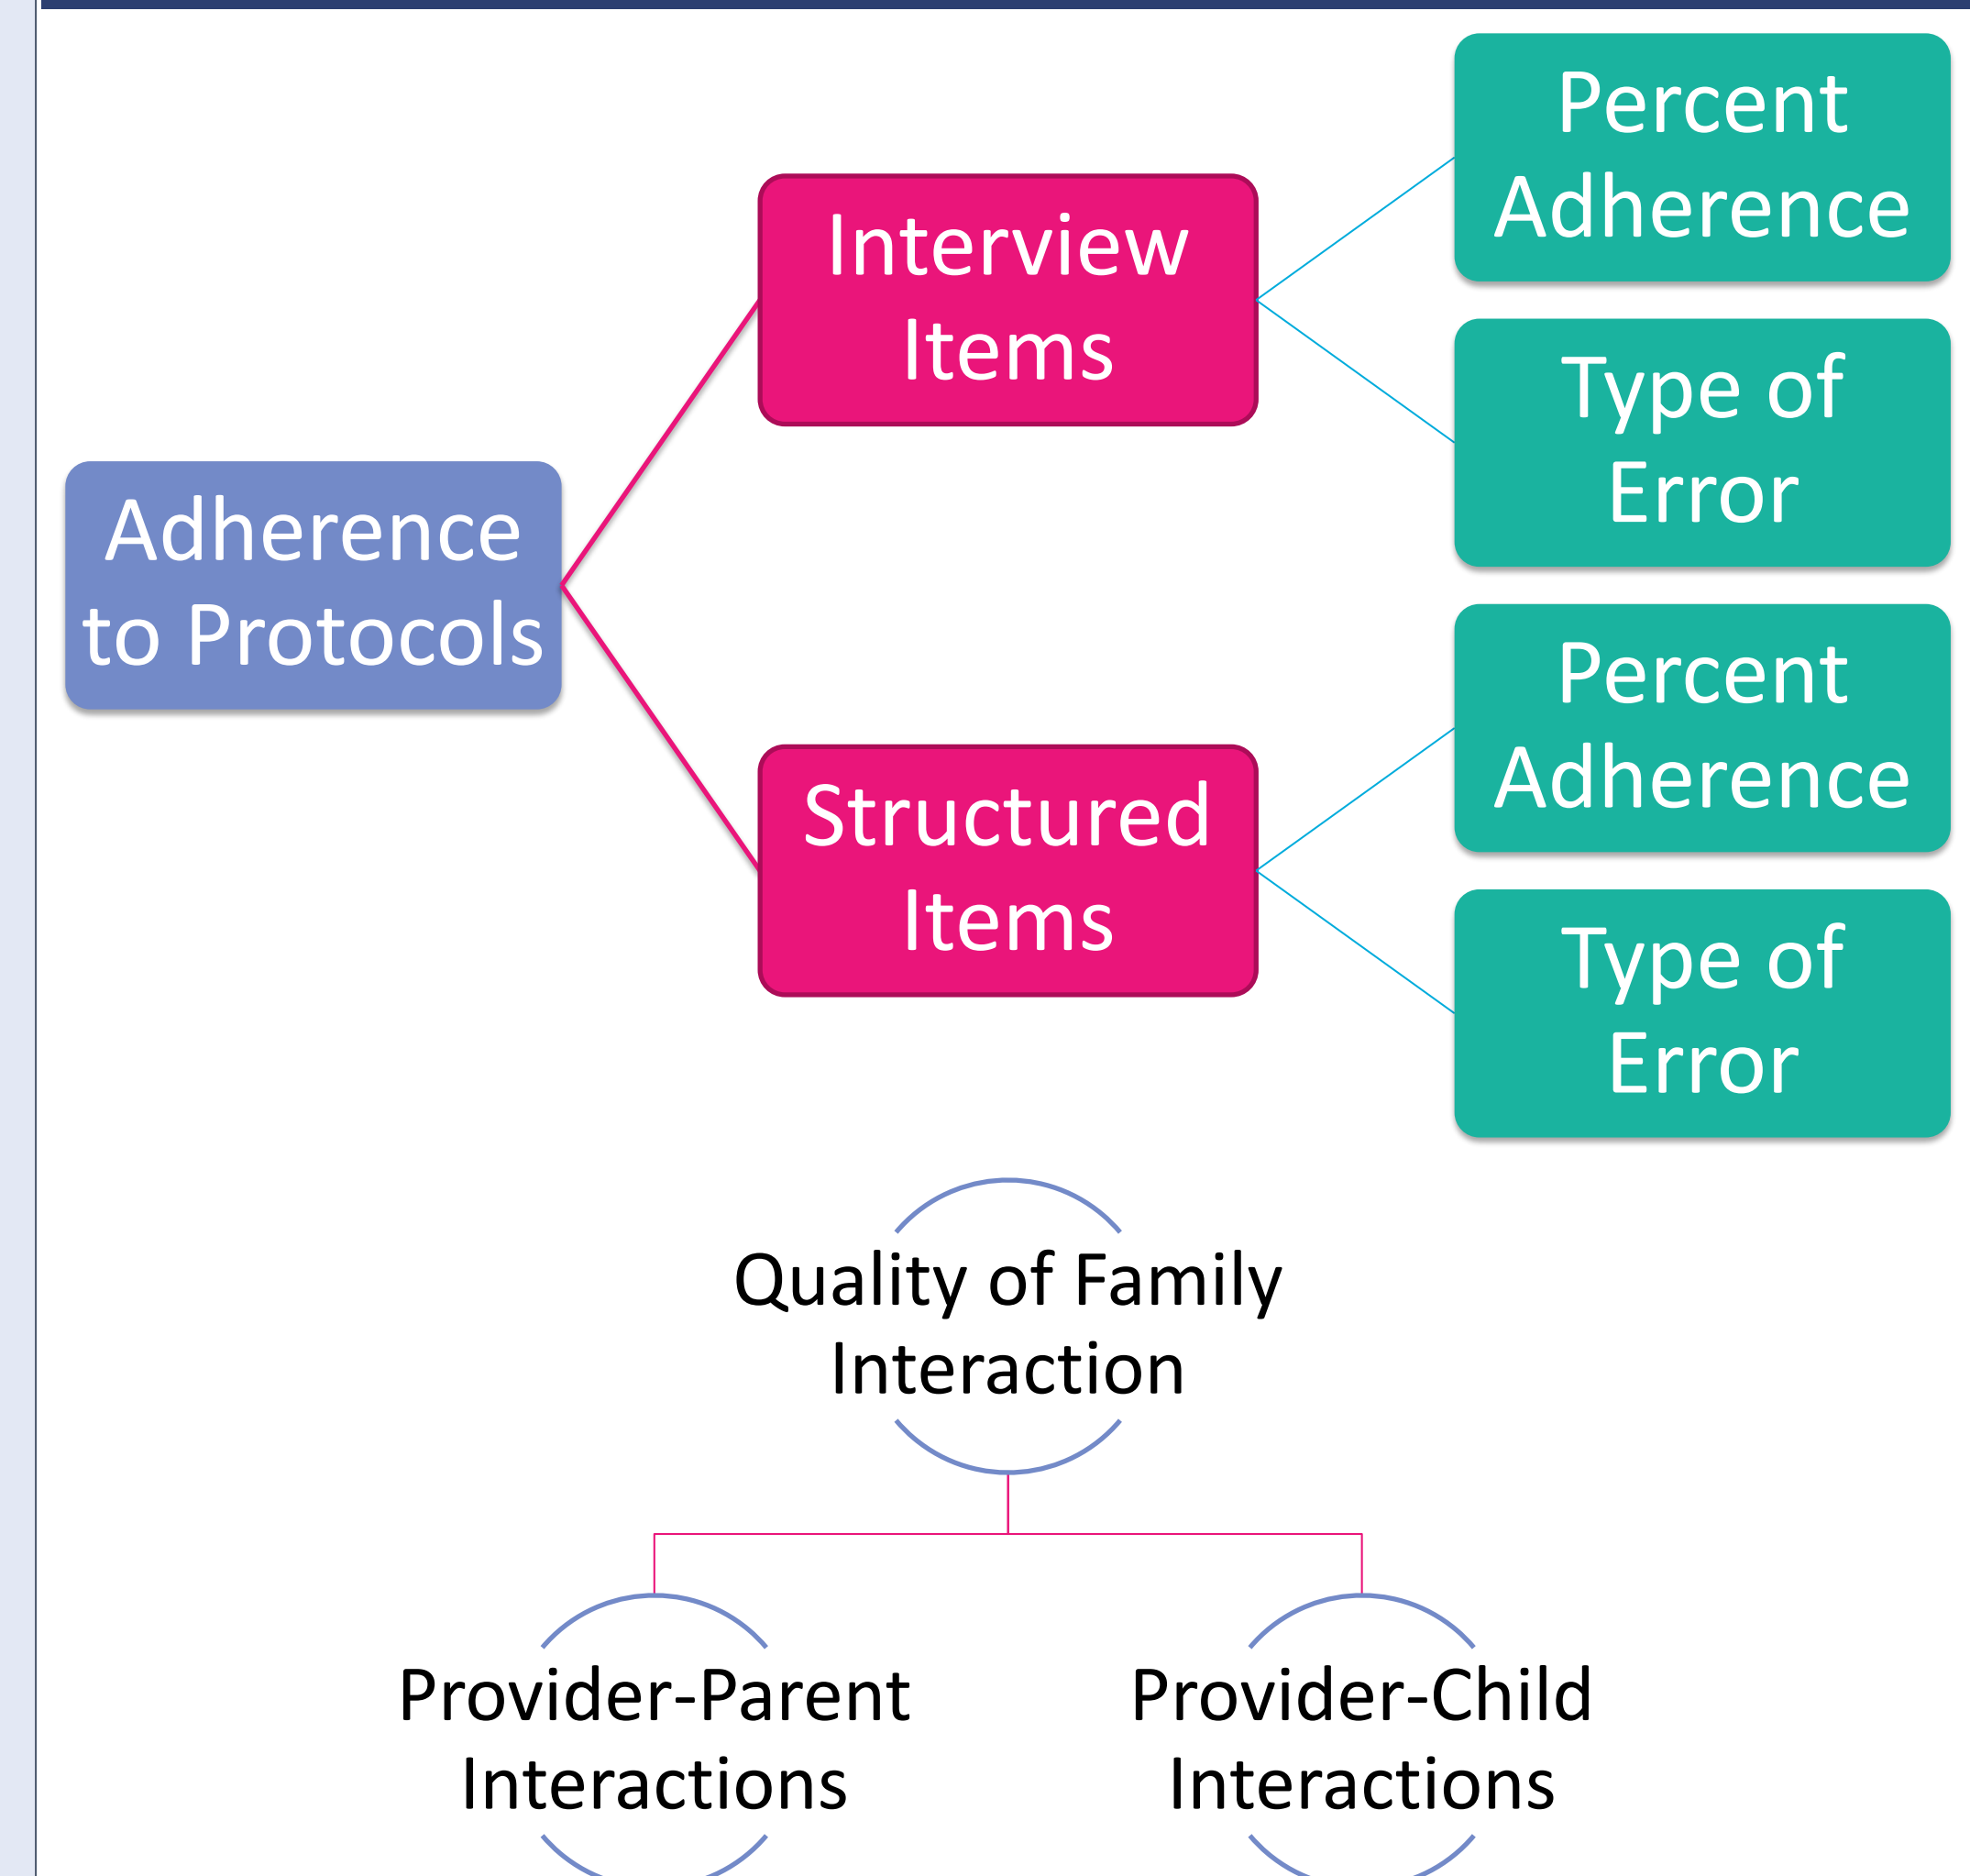 Adherence
to Protocols
Interview
Items
Percent
Adherence
Type of
Error
Structured
Items
Percent
Adherence
Type of
Error
Quality of Family
Interaction
Provider-Parent
Interactions
Provider-Child
Interactions